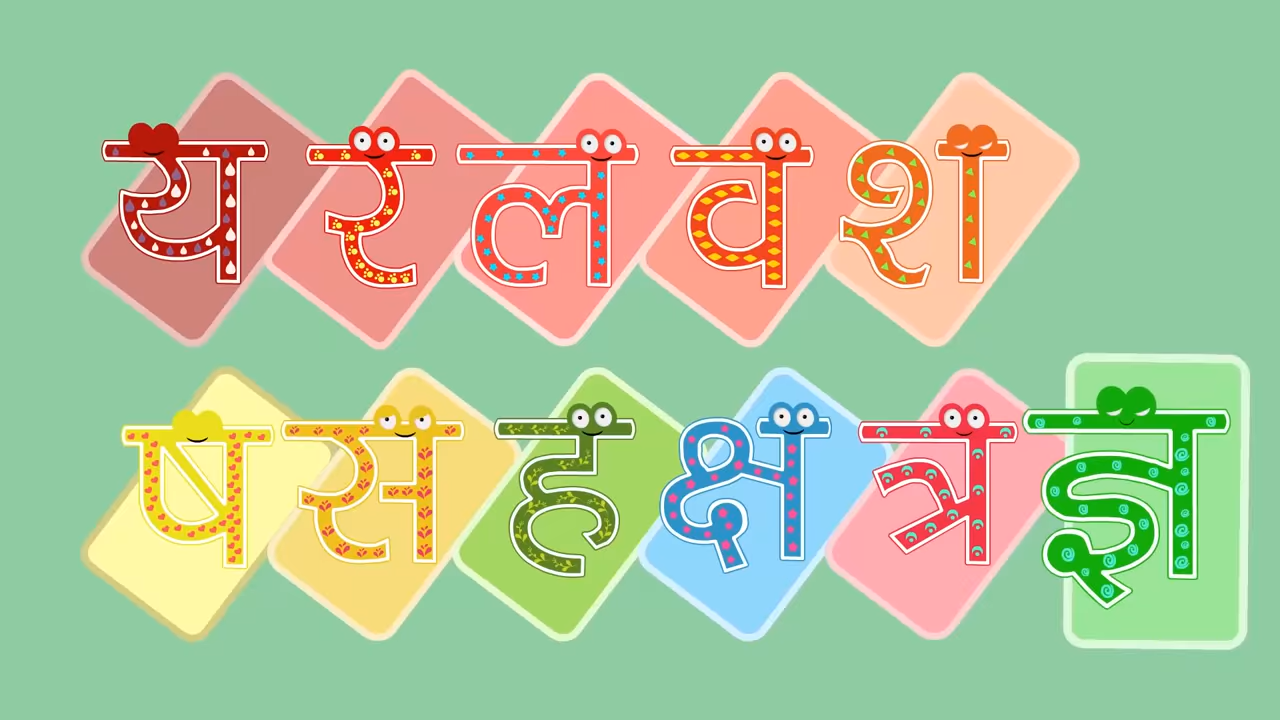 य र ल व श
ष स ह क्ष त्र ज्ञ